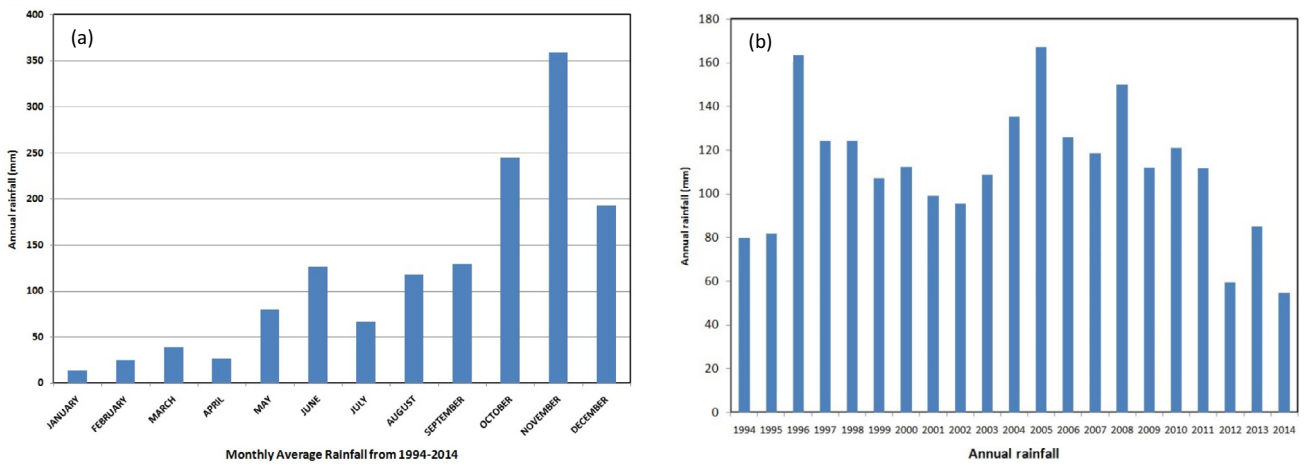 (a)
Annual rainfall (mm)
400
350
300
250
200
150
100
50
0
JANUARY
FEBRUARY
MARCH
APRIL
MAY
JUNE
JULY
AUGUST
SEPTEMBER
OCTOBER
NOVEMBER
DECEMBER
Monthly Average Rainfall from 1994-2014
(b)
Annual rainfall (mm)
180
160
140
120
100
80
60
40
20
0
1994 1995 1996 1997 1998 1999 2000 2001 2002 2003 2004 2005 2006 2007 2008 2009 2010 2011 2012 2013 2014
Annual rainfall